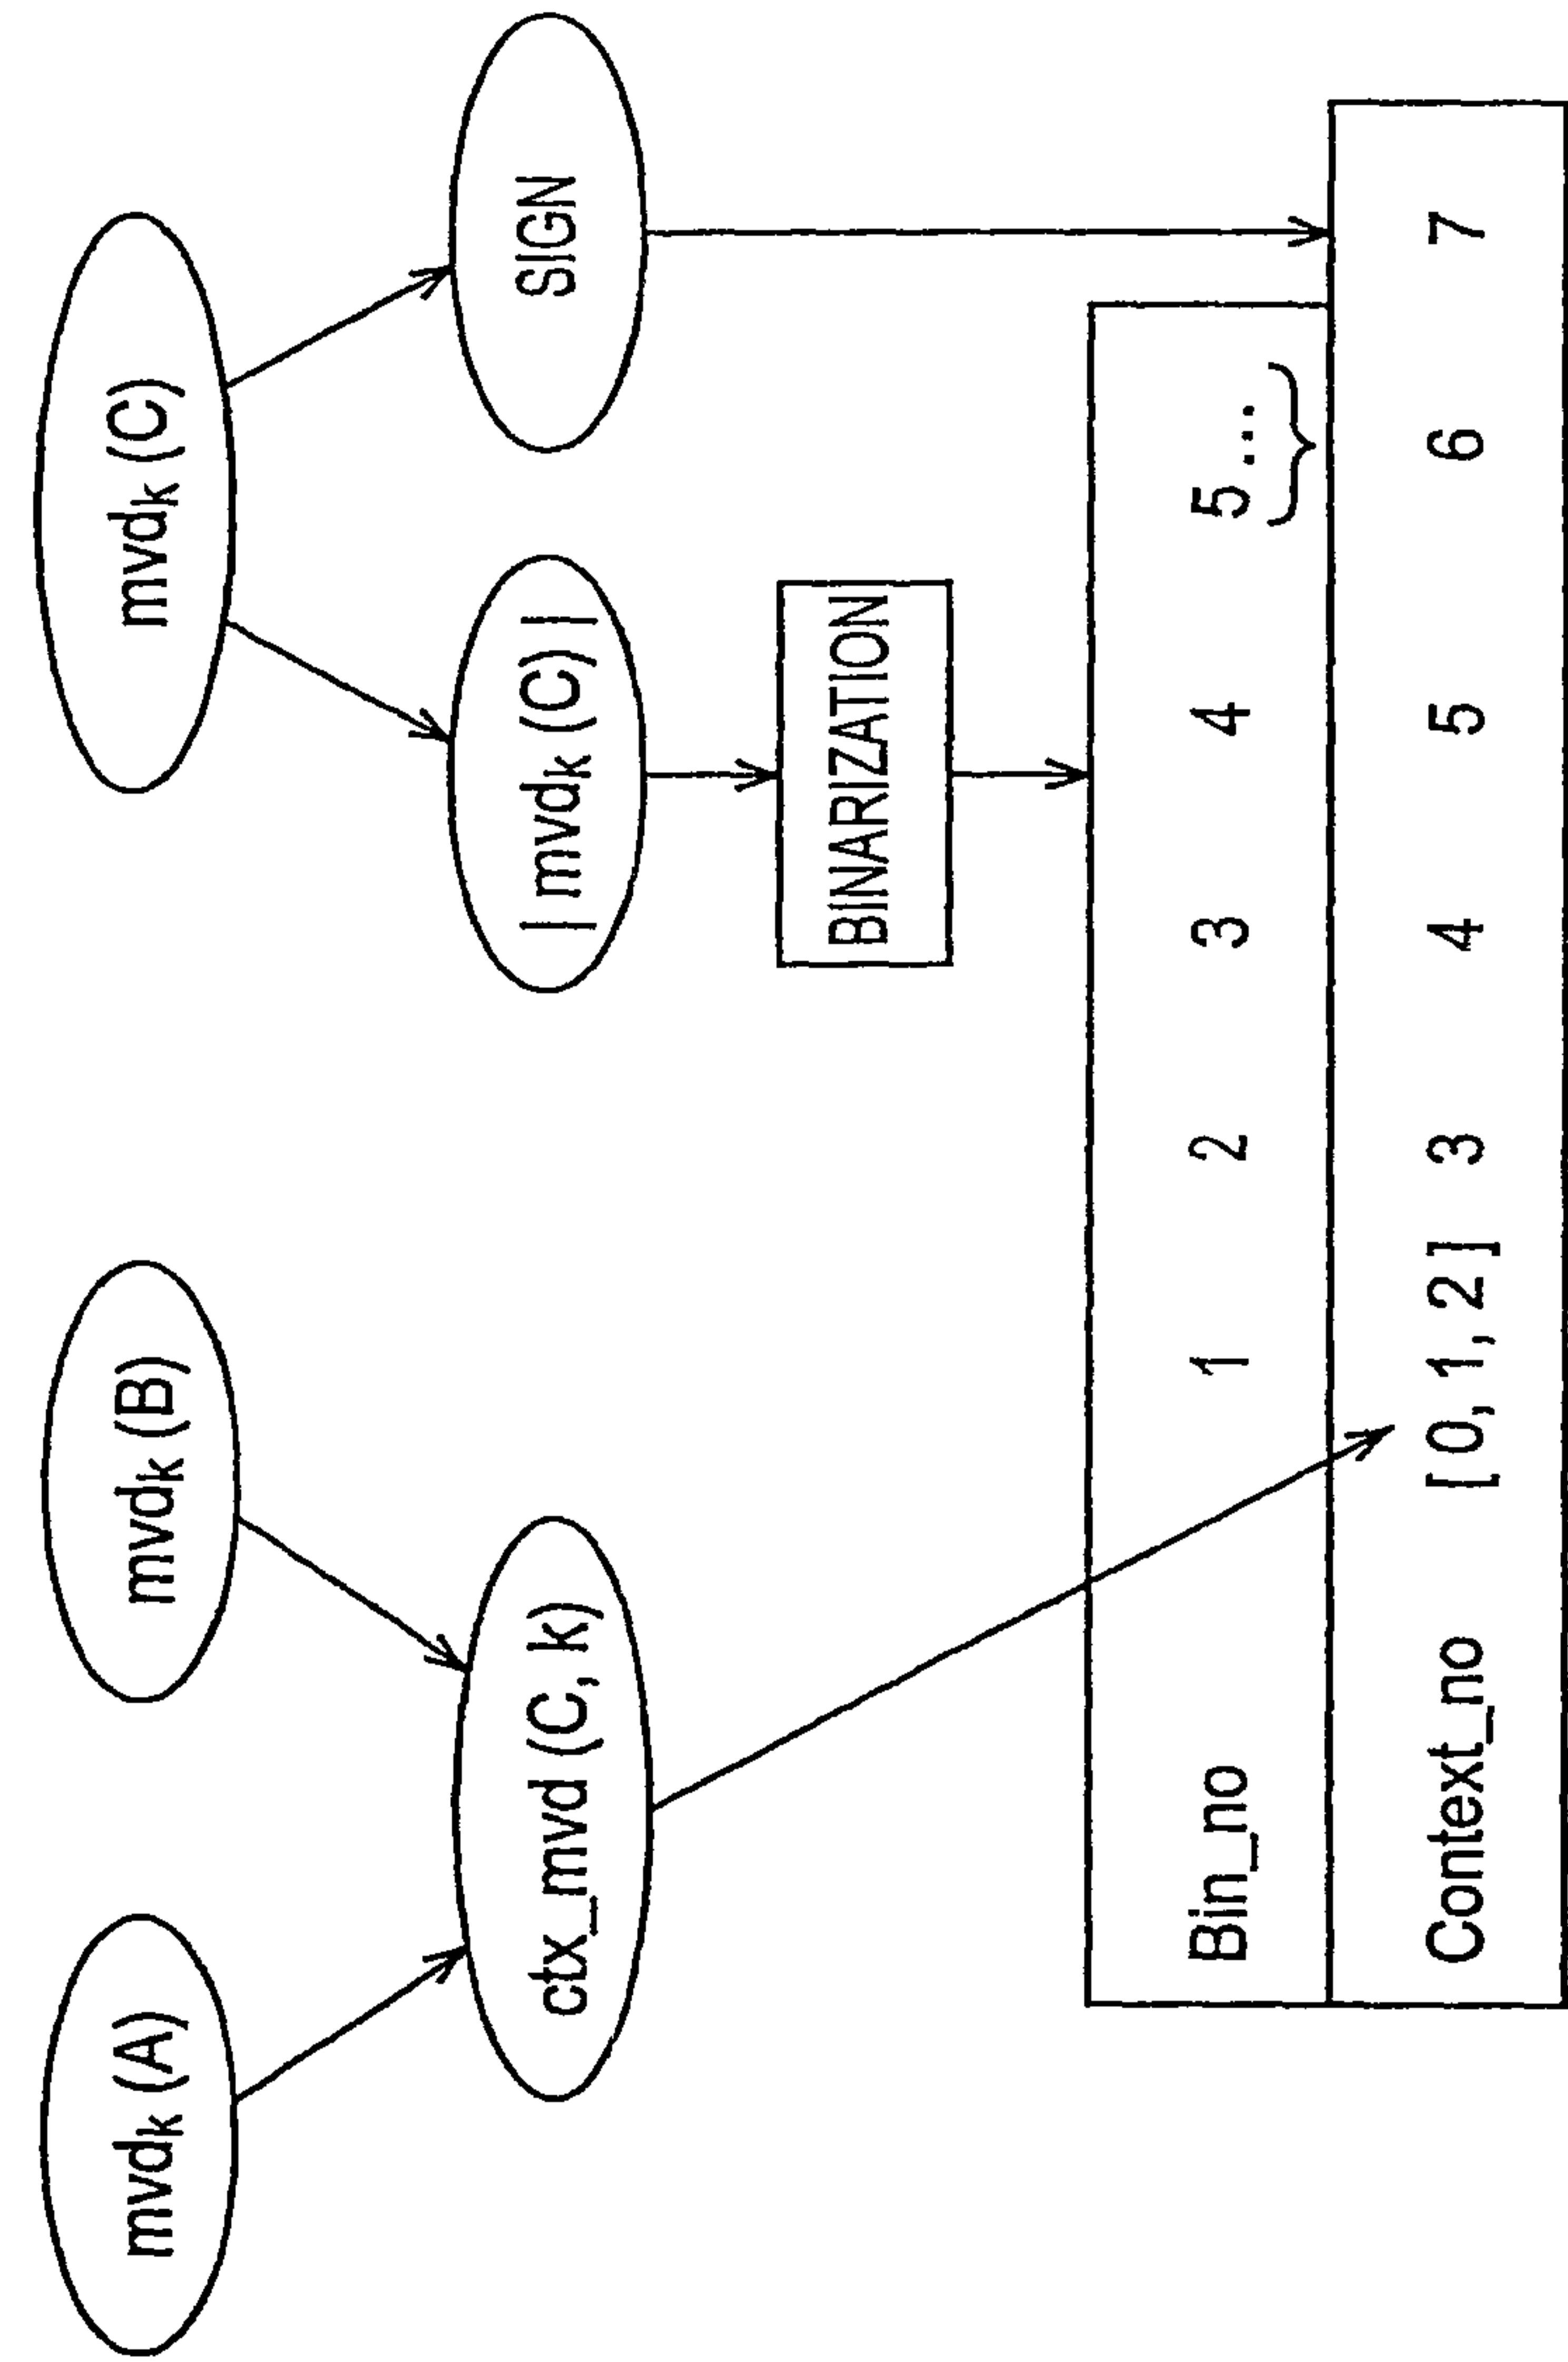 mvdk (A)
mvdk (B)
mvdk (C)
ctx_mvd (C, k)
| mvdk (C) |
SIGN
BINARIZATION
Bin_no 1 2 3 4 5...
Context_no [0, 1, 2] 3 4 5 6 7